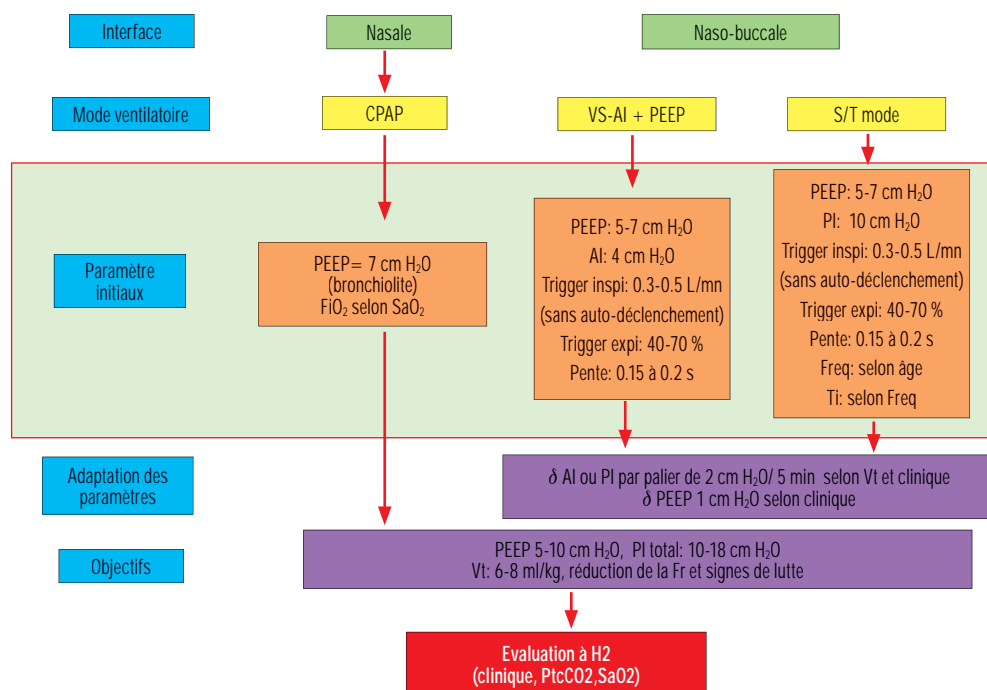 Interface
Nasale
Naso-buccale
Mode ventilatoire
CPAP
VS-AI + PEEP
S/T mode
Paramètre
initiaux
PEEP= 7 cm H₂O
(bronchiolite)
FiO₂ selon SaO₂
PEEP: 5-7 cm H₂O
AI: 4 cm H₂O
Trigger inspi: 0.3-0.5 L/mn
(sans auto-déclenchement)
Trigger expi: 40-70 %
Pente: 0.15 à 0.2 s
PEEP: 5-7 cm H₂O
PI: 10 cm H₂O
Trigger inspi: 0.3-0.5 L/mn
(sans auto-déclenchement)
Trigger expi: 40-70 %
Pente: 0.15 à 0.2 s
Freq: selon âge
Ti: selon Freq
Adaptation des
paramètres
δ AI ou PI par palier de 2 cm H₂O/ 5 min selon Vt et clinique
δ PEEP 1 cm H₂O selon clinique
Objectifs
PEEP 5-10 cm H₂O, PI total: 10-18 cm H₂O
Vt: 6-8 ml/kg, réduction de la Fr et signes de lutte
Evaluation à H2
(clinique, PtcCO2,SaO2)